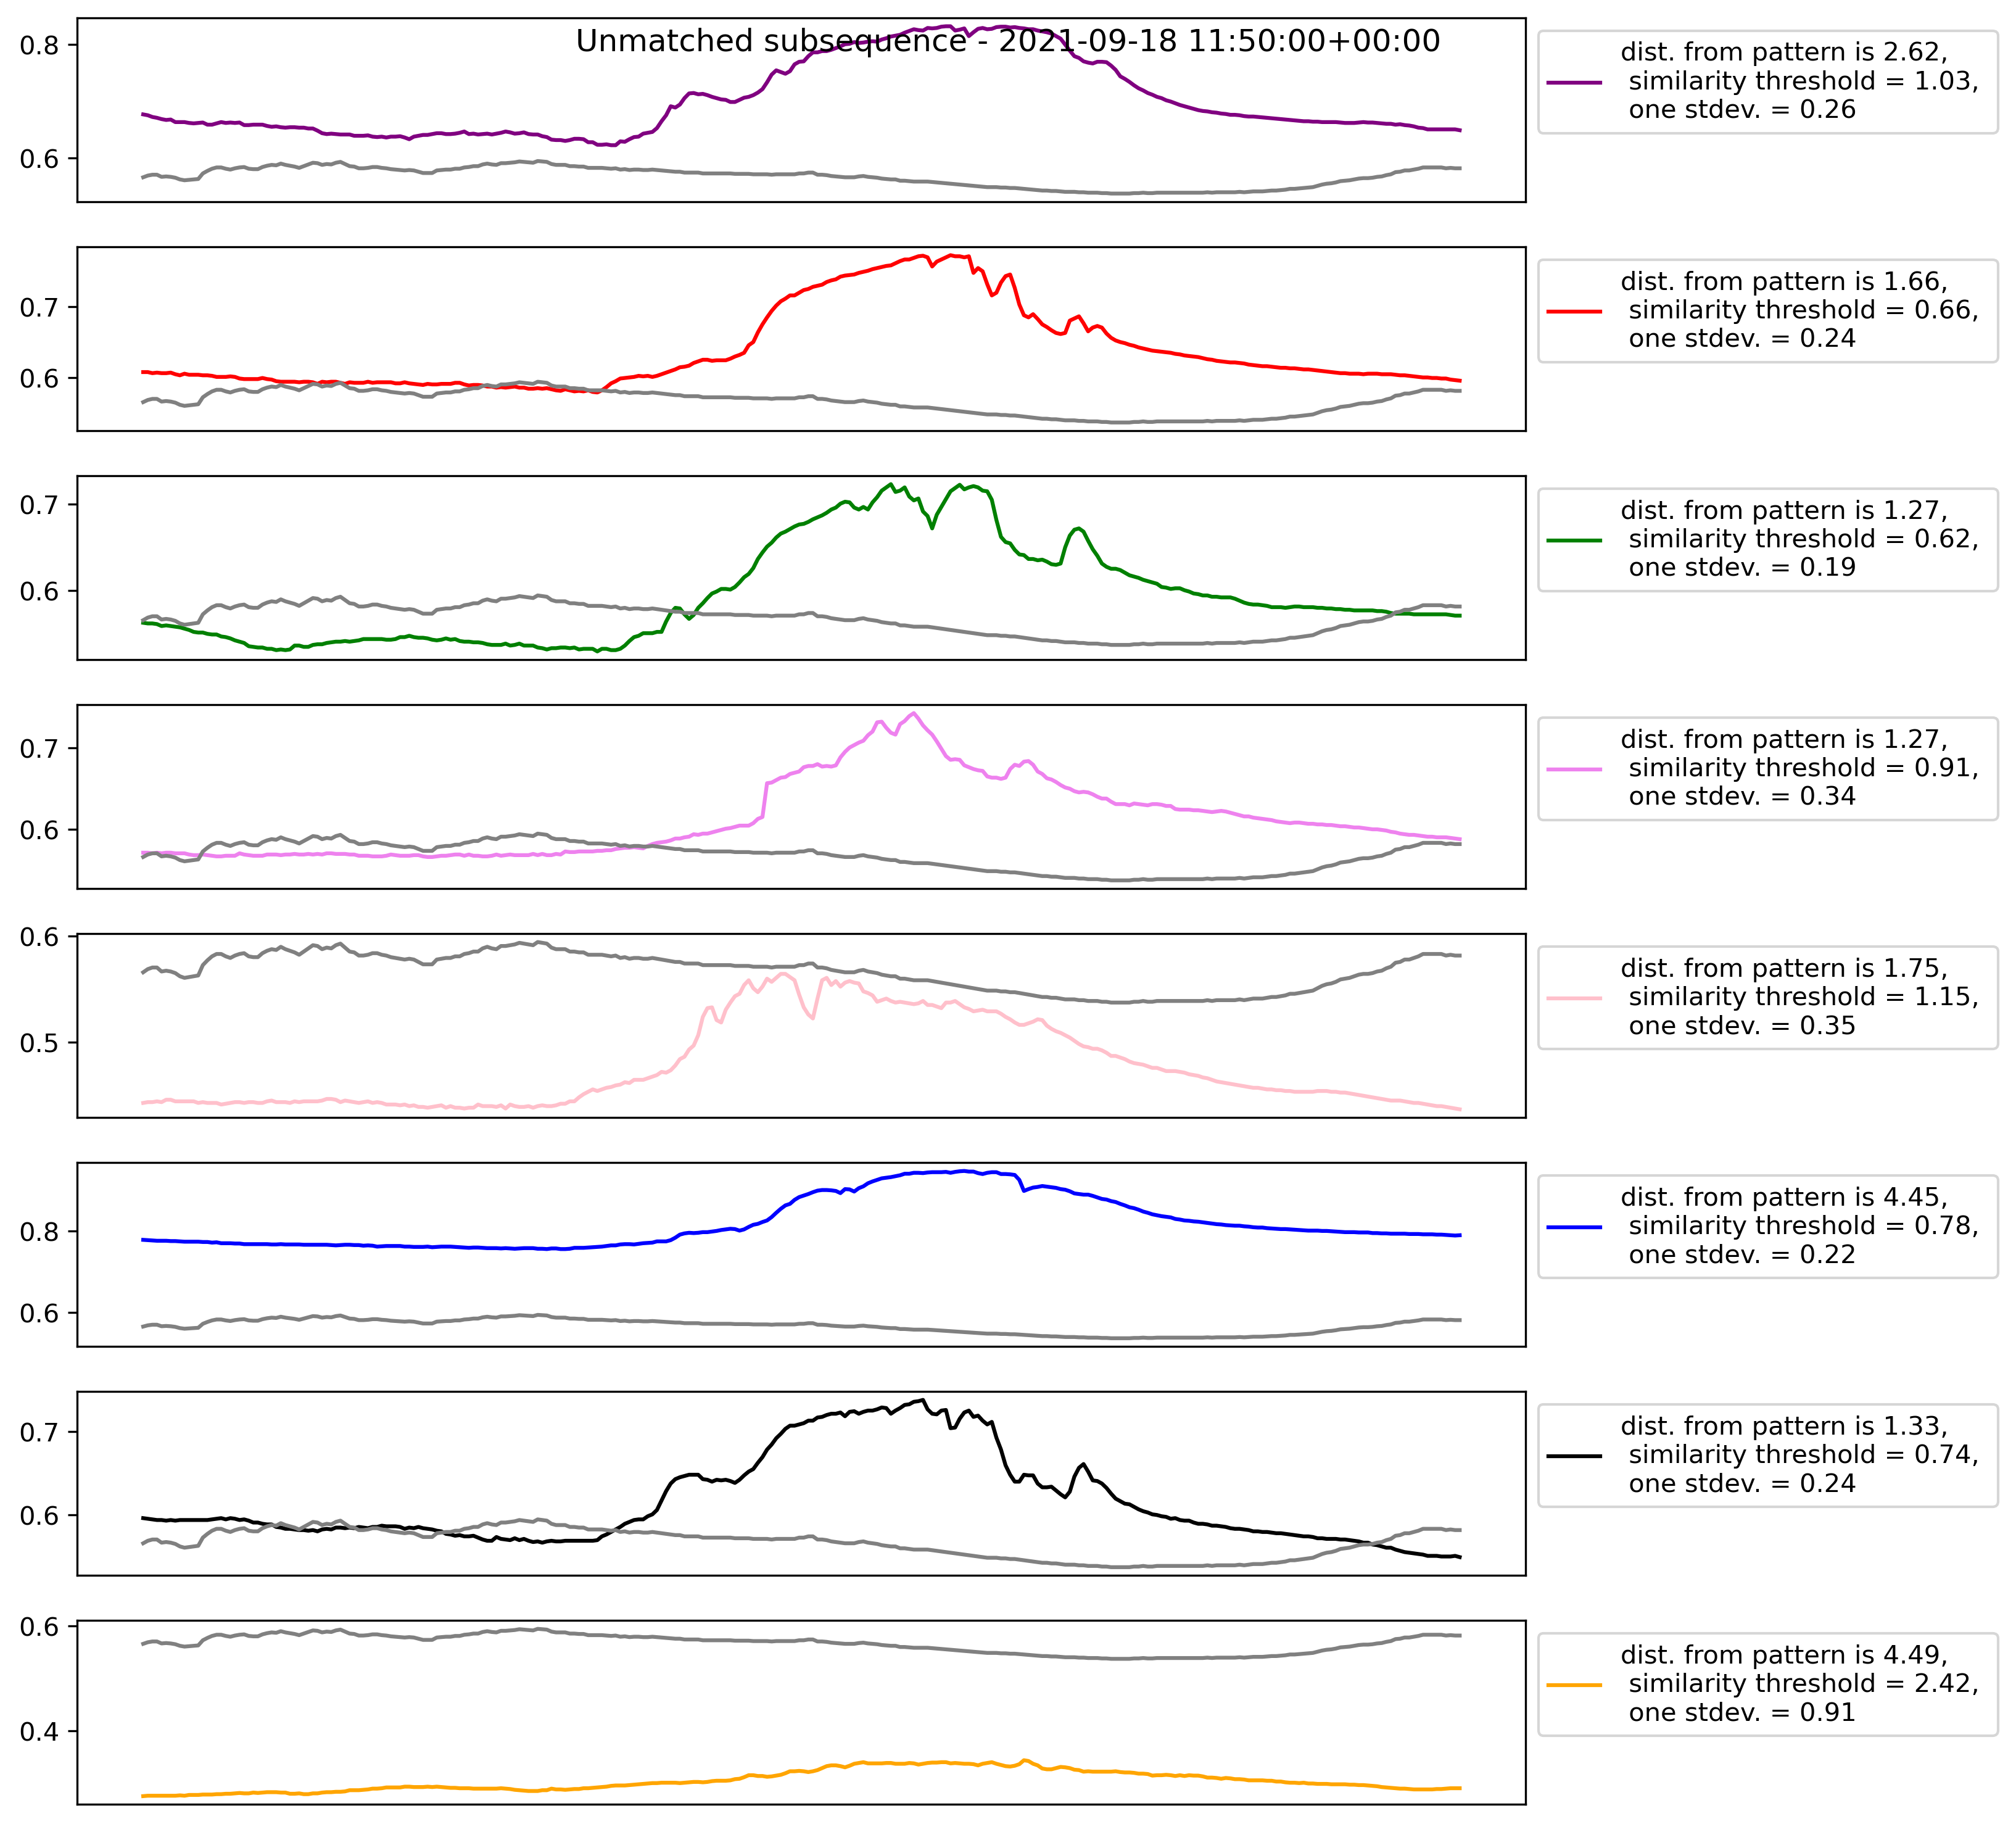 Unmatched subsequence - 2021-09-18 11:50:00+00:00
0.8
0.6
dist. from pattern is 2.62,
similarity threshold = 1.03,
one stdev. = 0.26
0.7
0.6
dist. from pattern is 1.66,
similarity threshold = 0.66,
one stdev. = 0.24
0.7
0.6
dist. from pattern is 1.27,
similarity threshold = 0.62,
one stdev. = 0.19
0.7
0.6
dist. from pattern is 1.27,
similarity threshold = 0.91,
one stdev. = 0.34
0.6
0.5
dist. from pattern is 1.75,
similarity threshold = 1.15,
one stdev. = 0.35
0.8
0.6
dist. from pattern is 4.45,
similarity threshold = 0.78,
one stdev. = 0.22
0.7
0.6
dist. from pattern is 1.33,
similarity threshold = 0.74,
one stdev. = 0.24
0.6
0.4
dist. from pattern is 4.49,
similarity threshold = 2.42,
one stdev. = 0.91